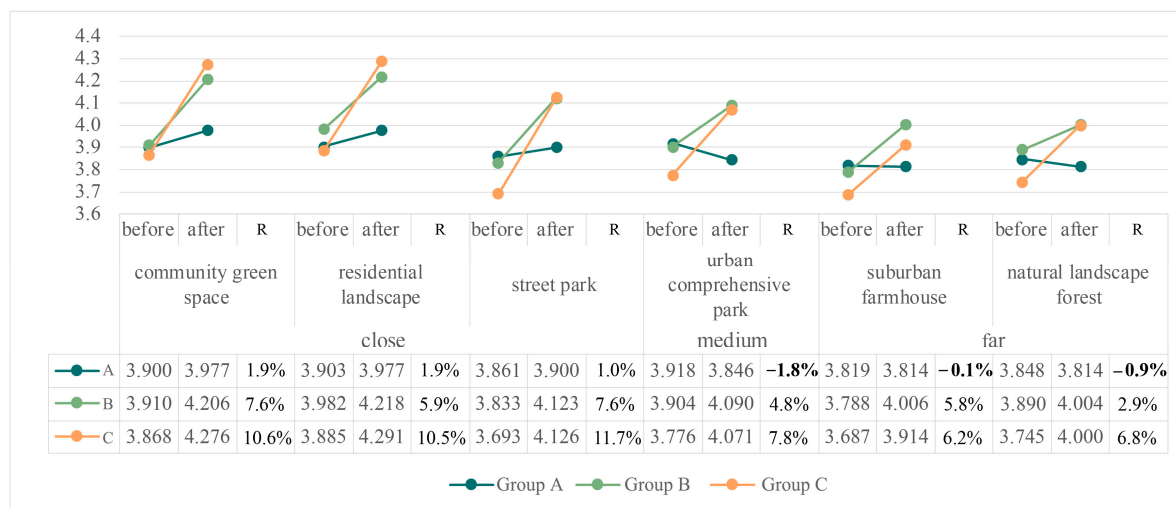 4.4
4.3
4.2
4.1
4.0
3.9
3.8
3.7
3.6
before after R before after R before after R before after R before after R before after R
community green space residential landscape street park urban comprehensive park suburban farmhouse natural landscape forest
close medium far
A 3.900 3.977 1.9% 3.903 3.977 1.9% 3.861 3.900 1.0% 3.918 3.846 −1.8% 3.819 3.814 −0.1% 3.848 3.814 −0.9%
B 3.910 4.206 7.6% 3.982 4.218 5.9% 3.833 4.123 7.6% 3.904 4.090 4.8% 3.788 4.006 5.8% 3.890 4.004 2.9%
C 3.868 4.276 10.6% 3.885 4.291 10.5% 3.693 4.126 11.7% 3.776 4.071 7.8% 3.687 3.914 6.2% 3.745 4.000 6.8%
Group A Group B Group C